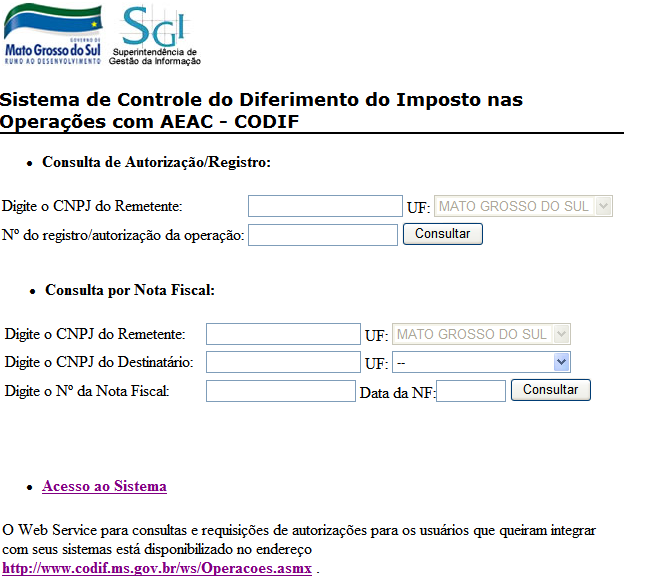 GOVERNO DE
Mato Grosso do Sul
RUMO AO DESENVOLVIMENTO
SGI
Superintendência de
Gestão da Informação
Sistema de Controle do Diferimento do Imposto nas
Operações com AEAC - CODIF
• Consulta de Autorização/Registro:
Digite o CNPJ do Remetente: UF: MATO GROSSO DO SUL
Nº do registro/autorização da operação: Consultar
• Consulta por Nota Fiscal:
Digite o CNPJ do Remetente: UF: MATO GROSSO DO SUL
Digite o CNPJ do Destinatário: UF: --
Digite o Nº da Nota Fiscal: Data da NF: Consultar
• Acesso ao Sistema
O Web Service para consultas e requisições de autorizações para os usuários que queiram integrar
com seus sistemas está disponibilizado no endereço
http://www.codif.ms.gov.br/ws/Operacoes.asmx .